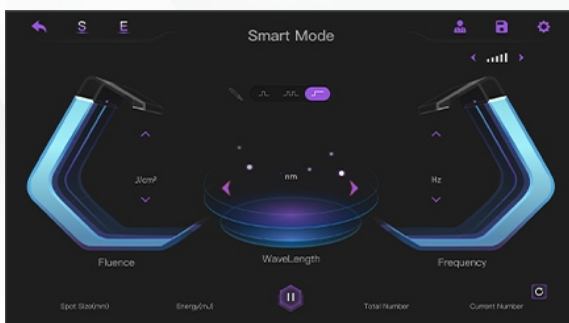 S E
Smart Mode
J/cm²
nm
Hz
Fluence
WaveLength
Frequency
Spot Size(mm)
Energy(mJ)
Total Number
Current Number